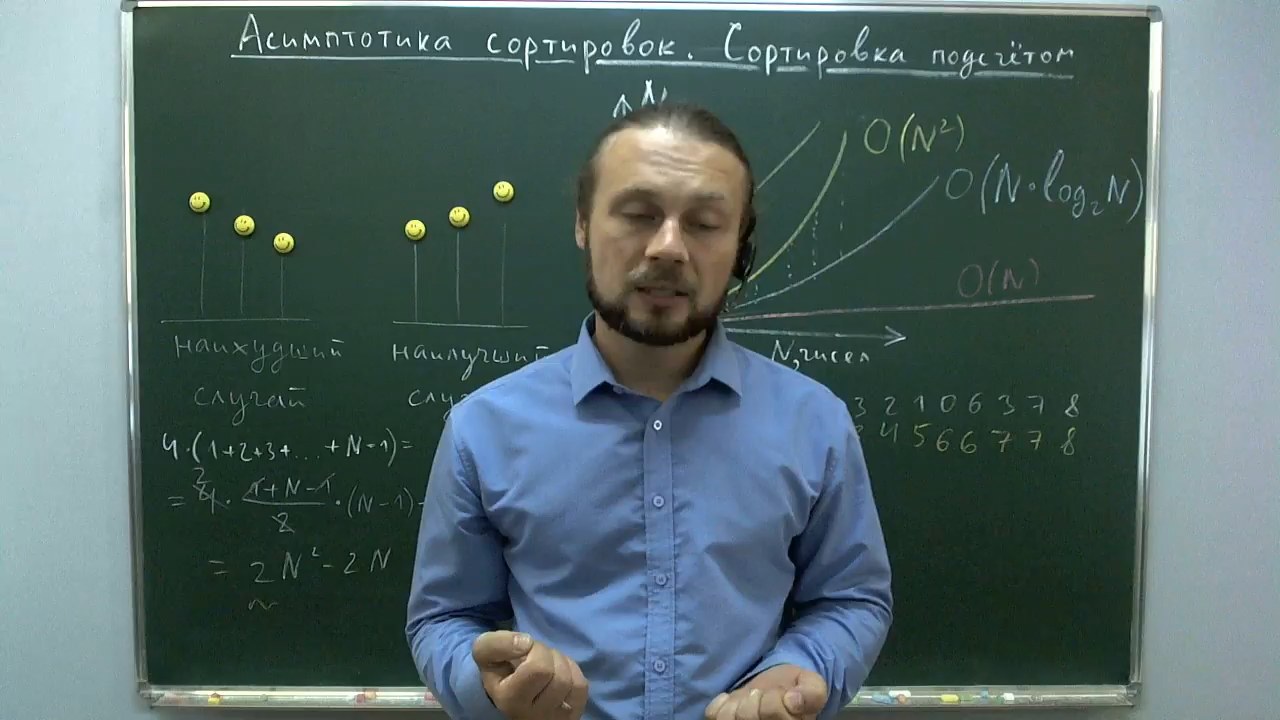 Асимптотика сортировок. Сортировка подсчётом
O(N²)
O(N·log₂N)
O(N)
N, чисел
наихудший
случай
наилучший
4·(1+2+3+...+N-1)=
= 2N² - 2N
3 2 1 0 6 3 7 8
4 5 6 6 7 7 8